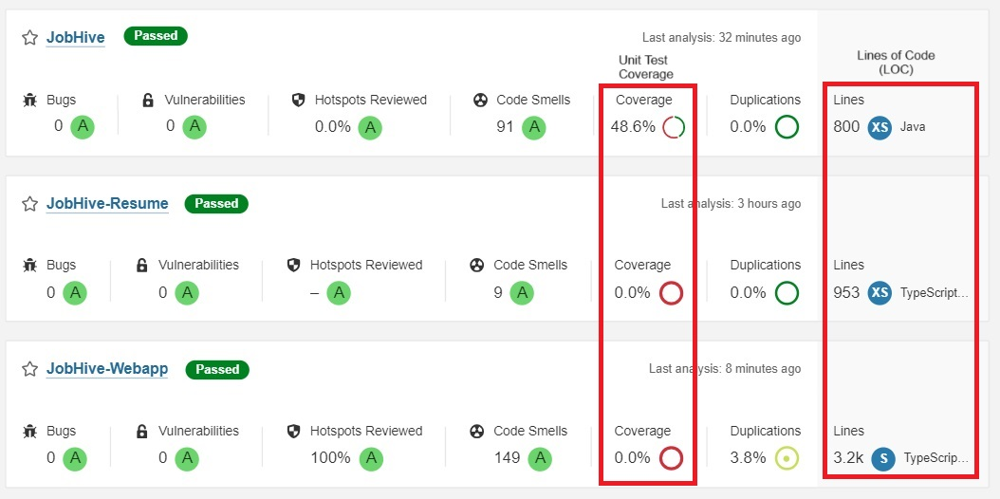 JobHive Passed Last analysis: 32 minutes ago
Unit Test
Coverage
Lines of Code
(LOC)
Bugs Vulnerabilities Hotspots Reviewed Code Smells Coverage Duplications Lines
0 A 0 A 0.0% A 91 A 48.6% 0.0% 800 XS Java
JobHive-Resume Passed Last analysis: 3 hours ago
Bugs Vulnerabilities Hotspots Reviewed Code Smells Coverage Duplications Lines
0 A 0 A – A 9 A 0.0% 0.0% 953 XS TypeScript...
JobHive-Webapp Passed Last analysis: 8 minutes ago
Bugs Vulnerabilities Hotspots Reviewed Code Smells Coverage Duplications Lines
0 A 0 A 100% A 149 A 0.0% 3.8% 3.2k S TypeScrip...